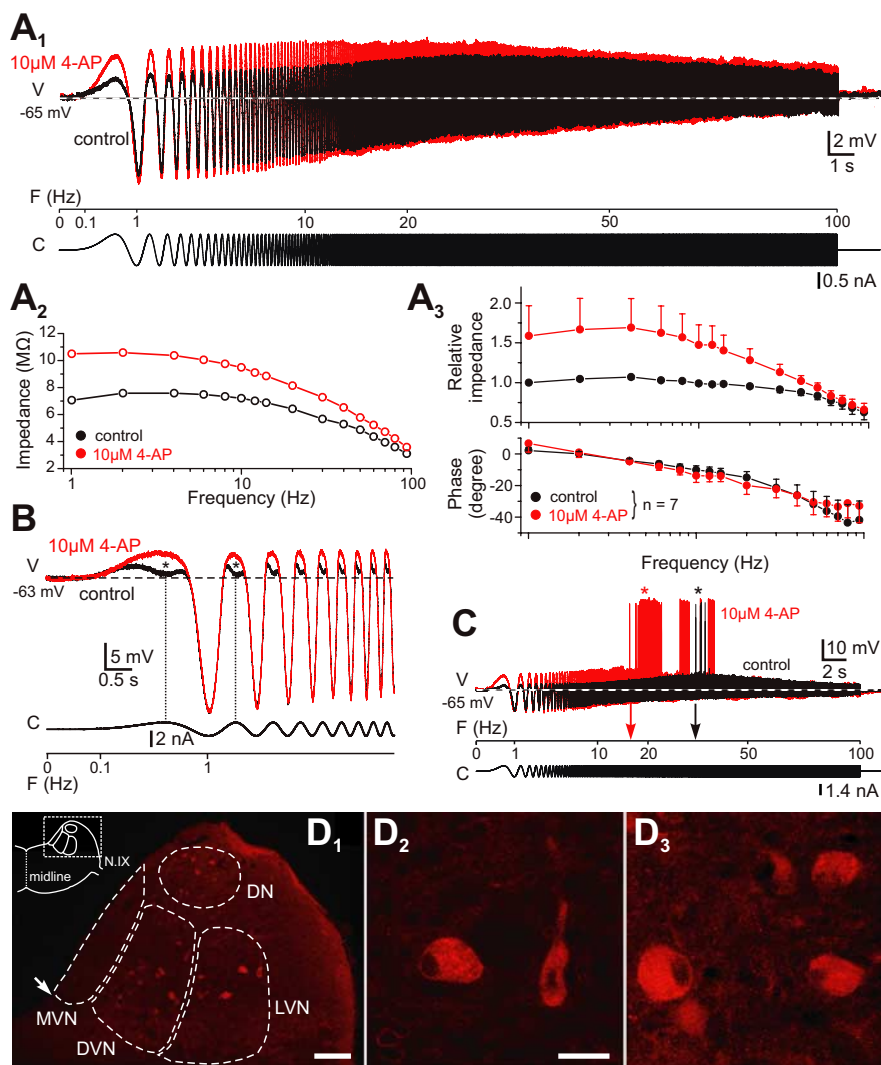 A1
10µM 4-AP
V
-65 mV
control
2 mV
1 s
F (Hz)
0 0.1 1 10 20 50 100
C
0.5 nA
A2
Impedance (MΩ)
12
10
8
6
4
2
control
10µM 4-AP
1 10 100
Frequency (Hz)
A3
Relative impedance
2.0
1.5
1.0
0.5
Phase (degree)
0
-20
-40
control
10µM 4-AP
n = 7
Frequency (Hz)
B
10µM 4-AP
V
-63 mV
control
* *
5 mV
0.5 s
C
2 nA
0 0.1 1
F (Hz)
C
* *
10µM 4-AP
control
10 mV
2 s
V
-65 mV
F (Hz)
0 1 10 20 50 100
C
1.4 nA
D1
N.IX
midline
DN
MVN
DVN
LVN
D2
D3